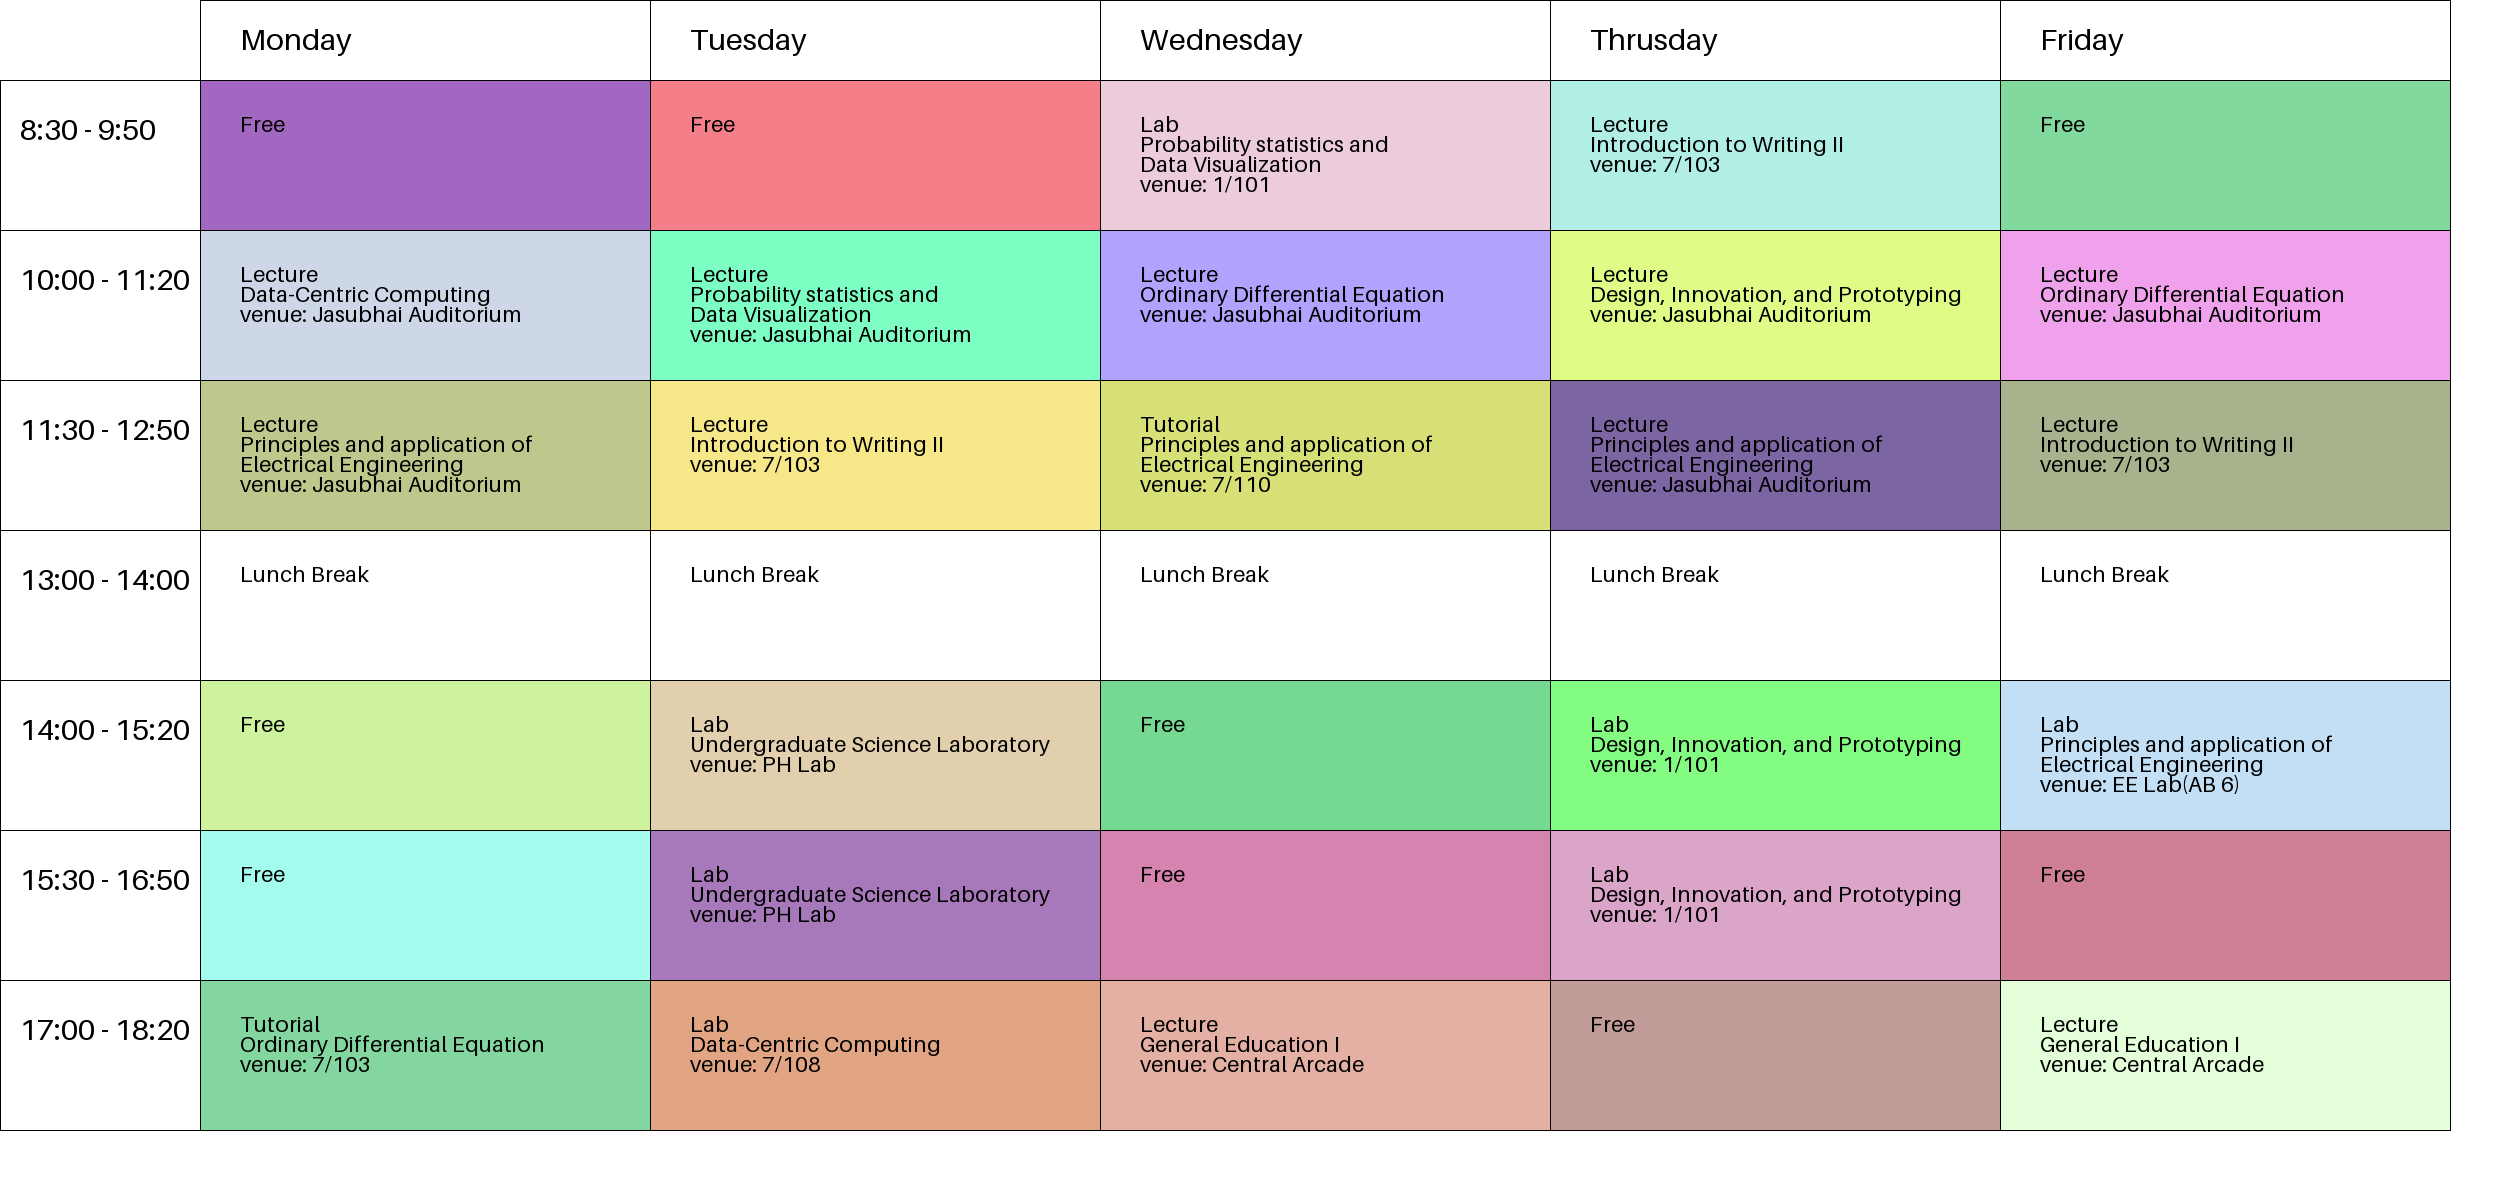 Monday
Tuesday
Wednesday
Thrusday
Friday
8:30 - 9:50
Free
Free
Lab
Probability statistics and
Data Visualization
venue: 1/101
Lecture
Introduction to Writing II
venue: 7/103
Free
10:00 - 11:20
Lecture
Data-Centric Computing
venue: Jasubhai Auditorium
Lecture
Probability statistics and
Data Visualization
venue: Jasubhai Auditorium
Lecture
Ordinary Differential Equation
venue: Jasubhai Auditorium
Lecture
Design, Innovation, and Prototyping
venue: Jasubhai Auditorium
Lecture
Ordinary Differential Equation
venue: Jasubhai Auditorium
11:30 - 12:50
Lecture
Principles and application of
Electrical Engineering
venue: Jasubhai Auditorium
Lecture
Introduction to Writing II
venue: 7/103
Tutorial
Principles and application of
Electrical Engineering
venue: 7/110
Lecture
Principles and application of
Electrical Engineering
venue: Jasubhai Auditorium
Lecture
Introduction to Writing II
venue: 7/103
13:00 - 14:00
Lunch Break
Lunch Break
Lunch Break
Lunch Break
Lunch Break
14:00 - 15:20
Free
Lab
Undergraduate Science Laboratory
venue: PH Lab
Free
Lab
Design, Innovation, and Prototyping
venue: 1/101
Lab
Principles and application of
Electrical Engineering
venue: EE Lab(AB 6)
15:30 - 16:50
Free
Lab
Undergraduate Science Laboratory
venue: PH Lab
Free
Lab
Design, Innovation, and Prototyping
venue: 1/101
Free
17:00 - 18:20
Tutorial
Ordinary Differential Equation
venue: 7/103
Lab
Data-Centric Computing
venue: 7/108
Lecture
General Education I
venue: Central Arcade
Free
Lecture
General Education I
venue: Central Arcade